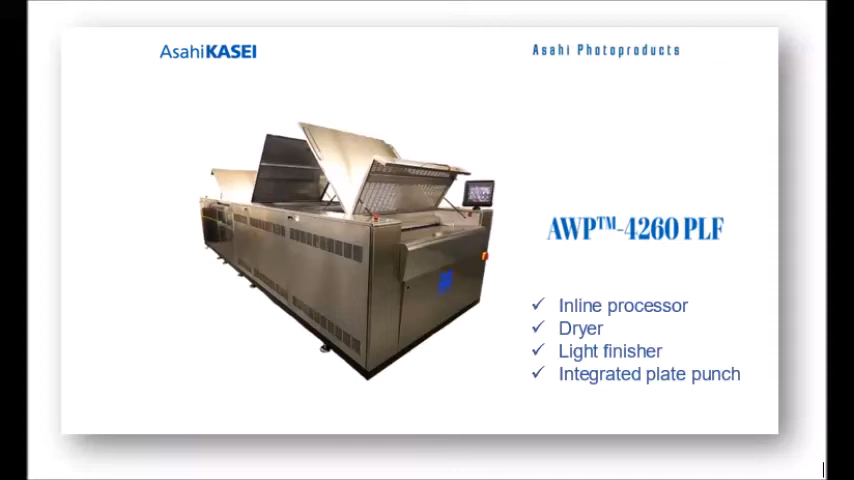 AsahiKASEI
Asahi Photoproducts
AWP™-4260 PLF
✓ Inline processor
✓ Dryer
✓ Light finisher
✓ Integrated plate punch